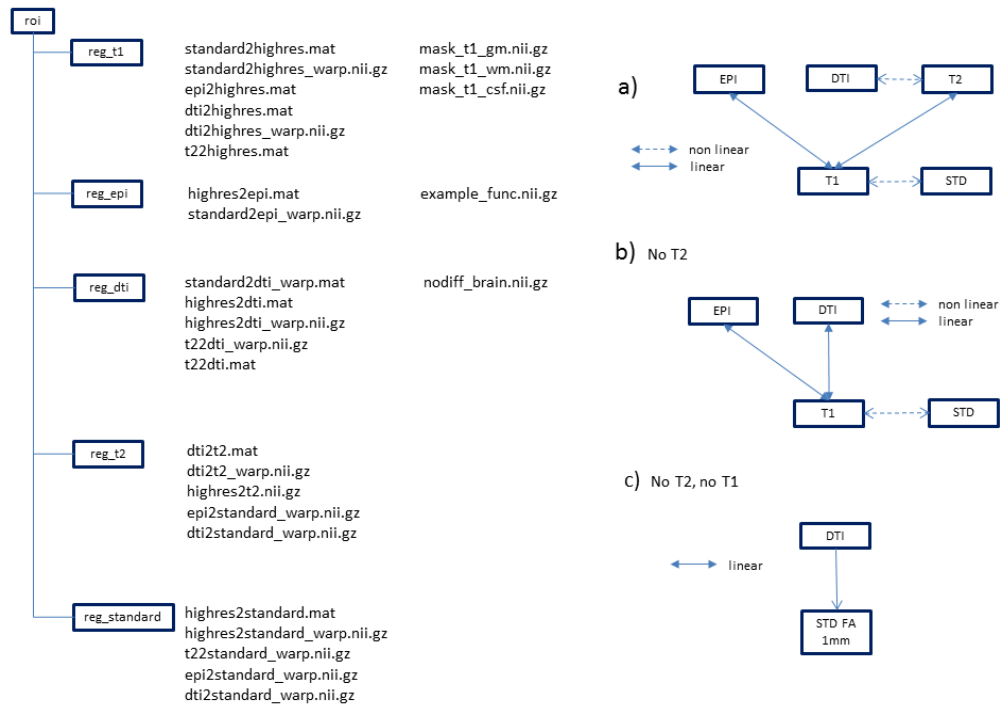 roi
reg_t1
standard2highres.mat
standard2highres_warp.nii.gz
epi2highres.mat
dti2highres.mat
dti2highres_warp.nii.gz
t22highres.mat
mask_t1_gm.nii.gz
mask_t1_wm.nii.gz
mask_t1_csf.nii.gz
reg_epi
highres2epi.mat
standard2epi_warp.nii.gz
example_func.nii.gz
reg_dti
standard2dti_warp.mat
highres2dti.mat
highres2dti_warp.nii.gz
t22dti_warp.nii.gz
t22dti.mat
nodiff_brain.nii.gz
reg_t2
dti2t2.mat
dti2t2_warp.nii.gz
highres2t2.nii.gz
epi2standard_warp.nii.gz
dti2standard_warp.nii.gz
reg_standard
highres2standard.mat
highres2standard_warp.nii.gz
t22standard_warp.nii.gz
epi2standard_warp.nii.gz
dti2standard_warp.nii.gz
a)
EPI
DTI
T2
non linear
linear
T1
STD
b) No T2
EPI
DTI
non linear
linear
T1
STD
c) No T2, no T1
DTI
linear
STD FA
1mm